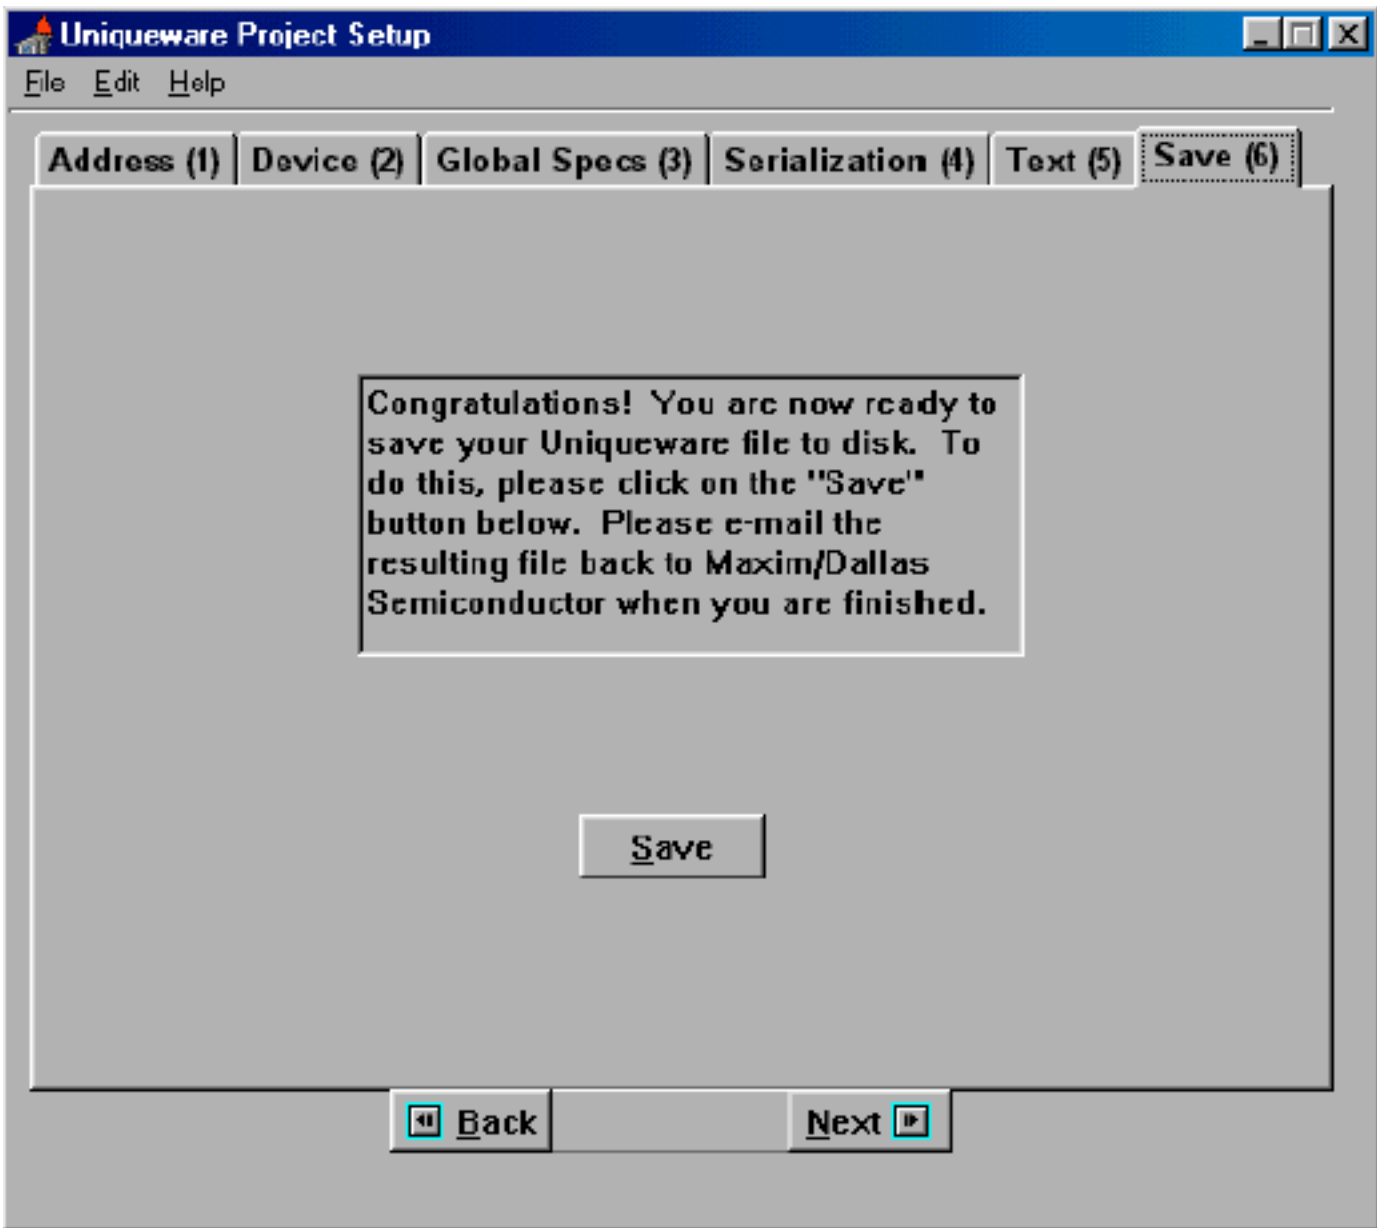 Uniqueware Project Setup
File Edit Help
Address (1) Device (2) Global Specs (3) Serialization (4) Text (5) Save (6)
Congratulations! You are now ready to
save your Uniqueware file to disk. To
do this, please click on the "Save"
button below. Please e-mail the
resulting file back to Maxim/Dallas
Semiconductor when you are finished.
Save
Back Next